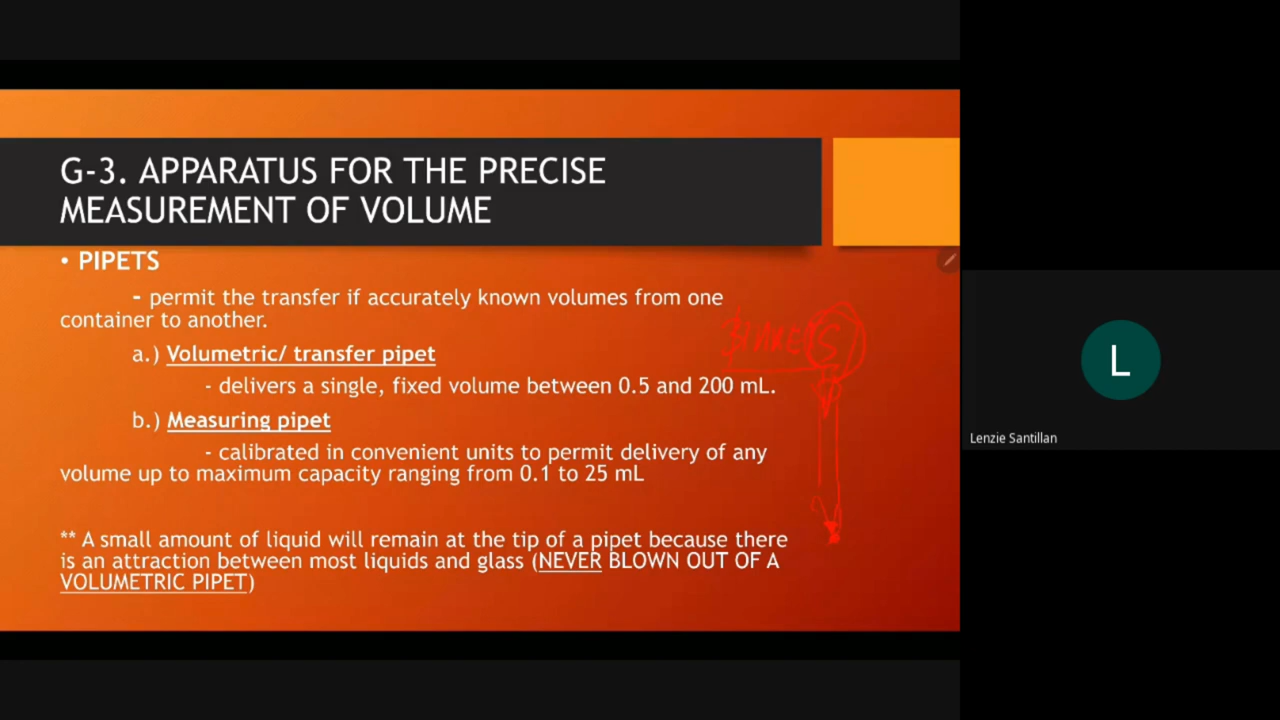 G-3. APPARATUS FOR THE PRECISE
MEASUREMENT OF VOLUME
• PIPETS
- permit the transfer if accurately known volumes from one
container to another.
a.) Volumetric/ transfer pipet
- delivers a single, fixed volume between 0.5 and 200 mL.
b.) Measuring pipet
- calibrated in convenient units to permit delivery of any
volume up to maximum capacity ranging from 0.1 to 25 mL
** A small amount of liquid will remain at the tip of a pipet because there
is an attraction between most liquids and glass (NEVER BLOWN OUT OF A
VOLUMETRIC PIPET)
L
Lenzie Santillan